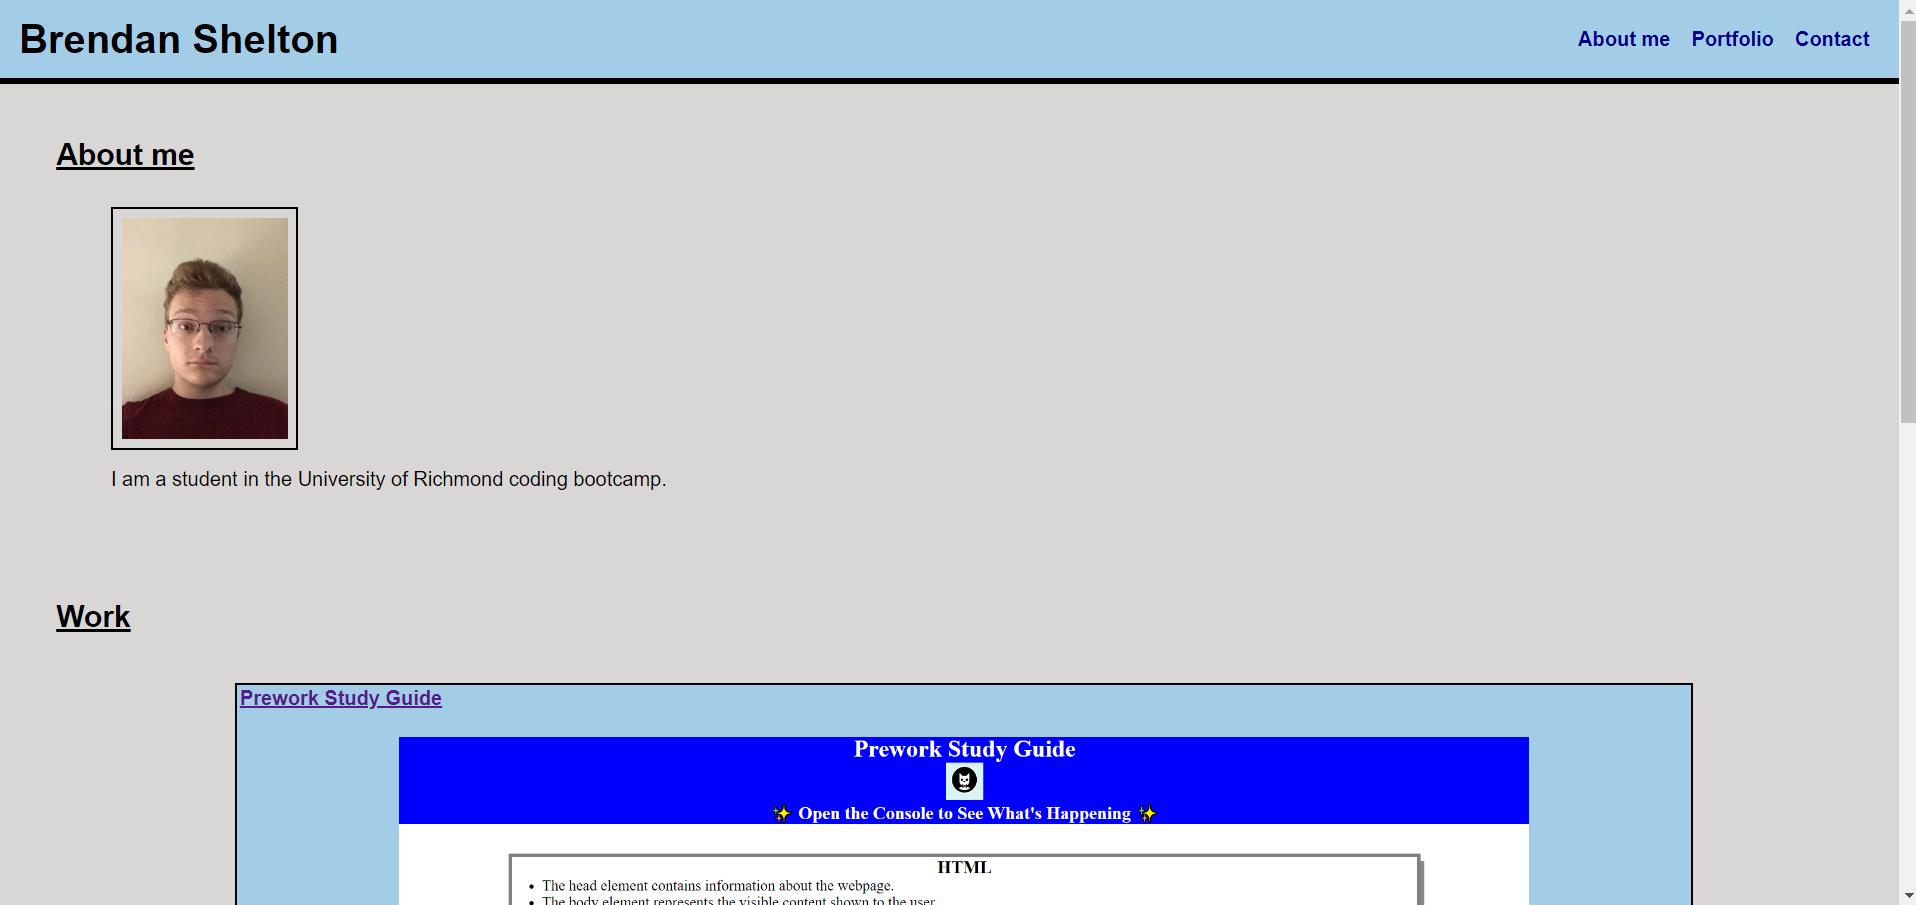 Brendan Shelton
About me Portfolio Contact
About me
I am a student in the University of Richmond coding bootcamp.
Work
Prework Study Guide
Prework Study Guide
✨ Open the Console to See What's Happening ✨
HTML
• The head element contains information about the webpage.
• The body element represents the visible content shown to the user.